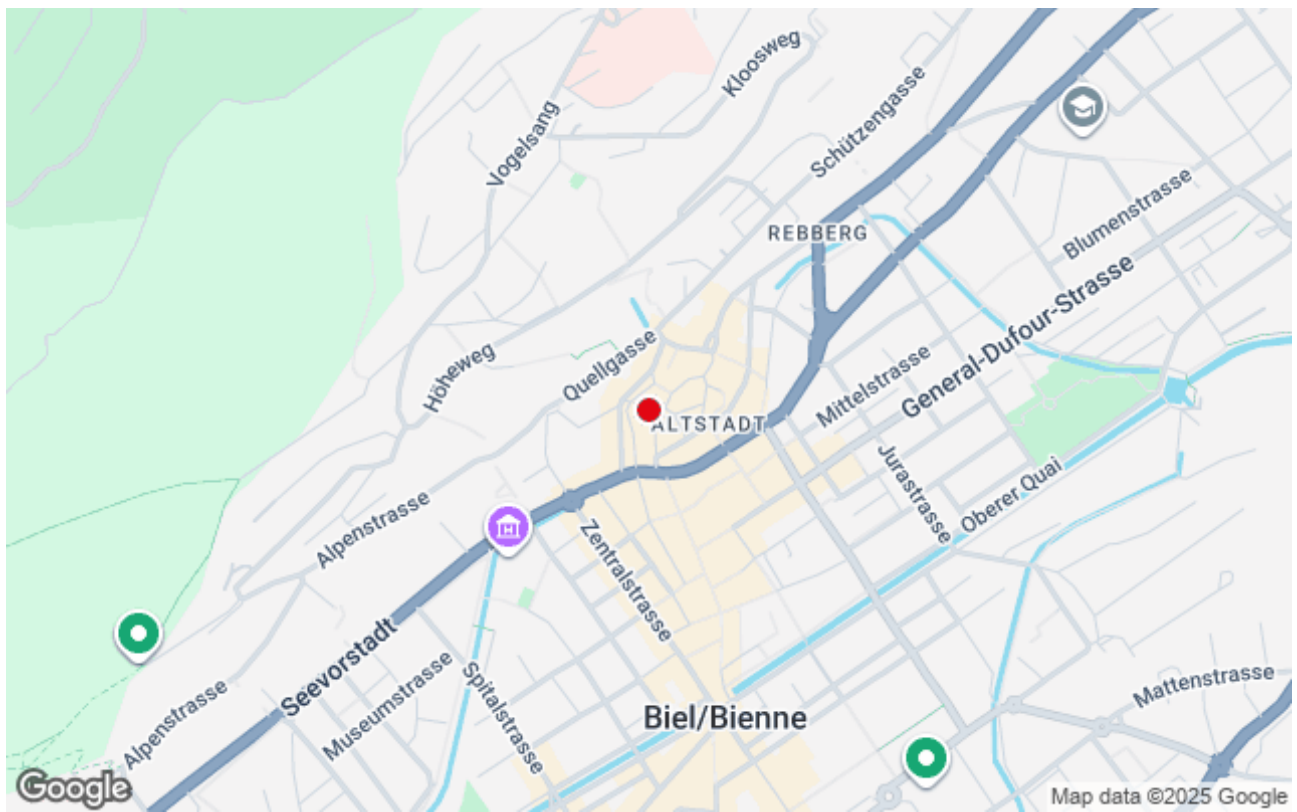 Kloosweg
Vogelsang
Schützengasse
REBBERG
Blumenstrasse
General-Dufour-Strasse
Höheweg
Quellgasse
Mittelstrasse
ALTSTADT
Jurastrasse
Oberer Quai
Alpenstrasse
H
Zentralstrasse
Seevorstadt
Museumstrasse
Spitalstrasse
Alpenstrasse
Mattenstrasse
Biel/Bienne
Google
Map data ©2025 Google